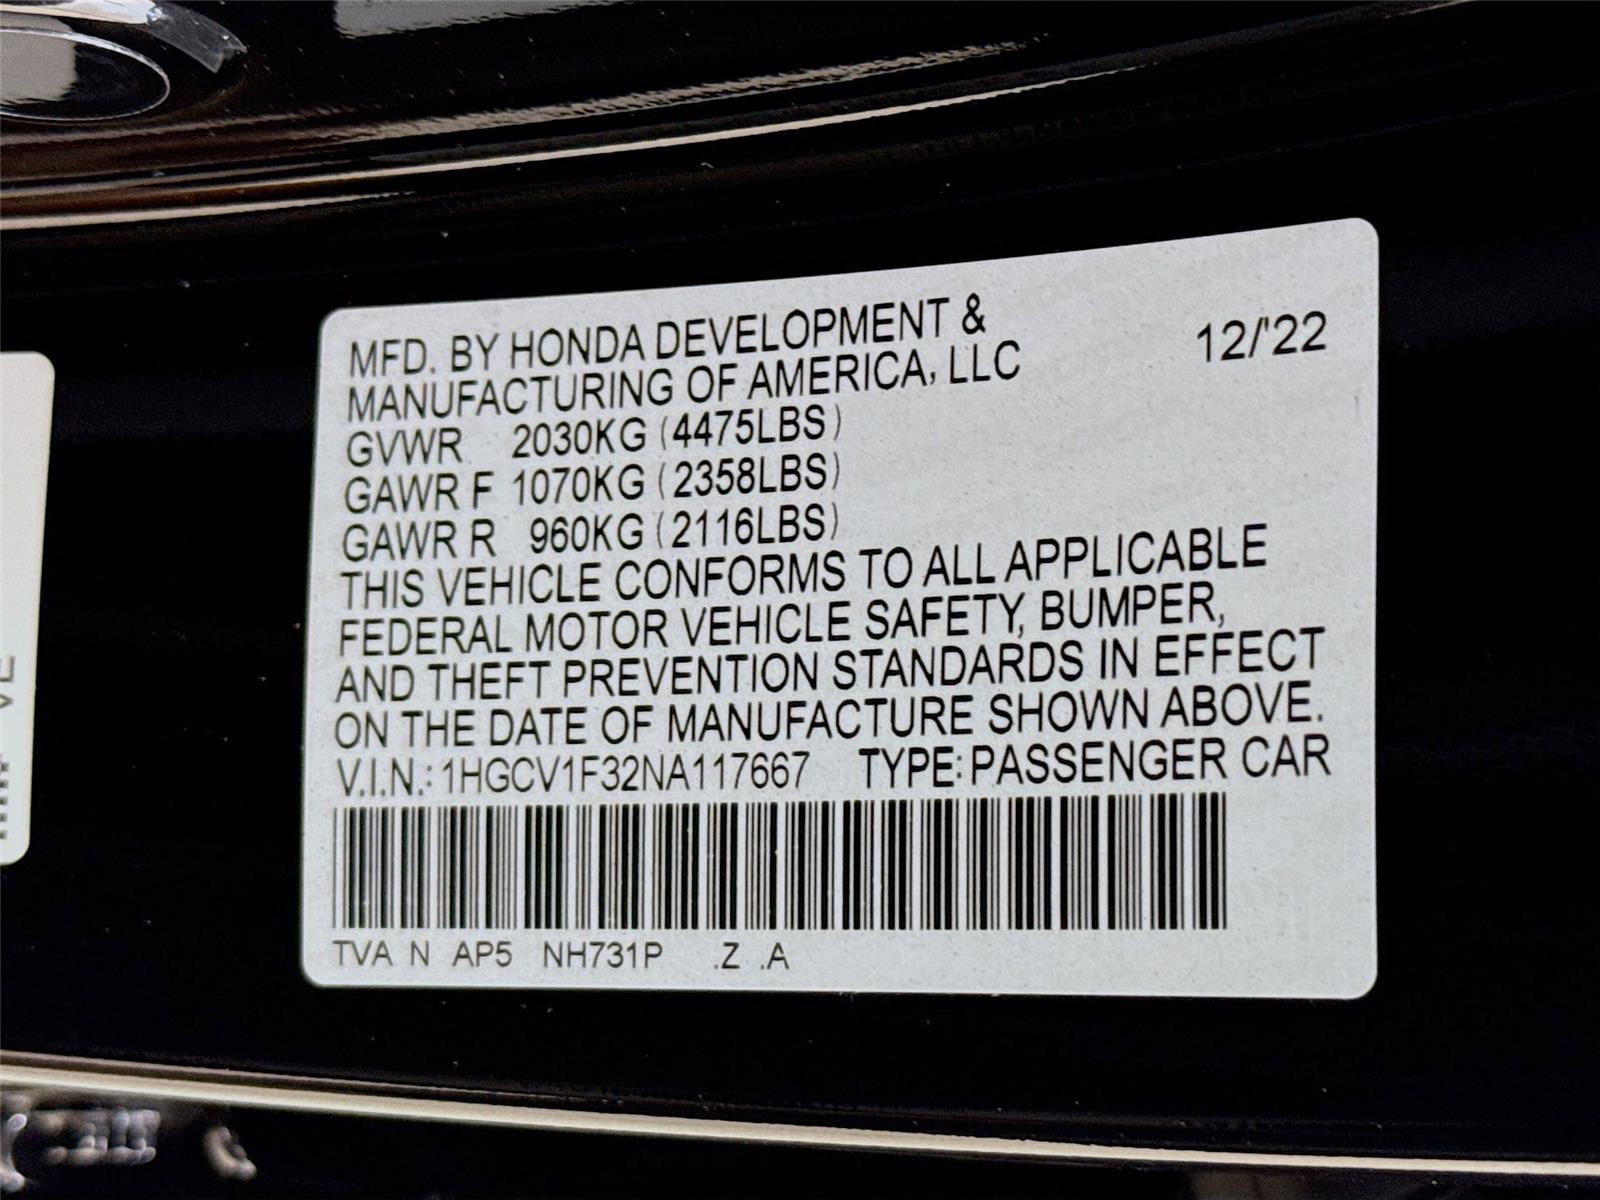 MFD. BY HONDA DEVELOPMENT &
MANUFACTURING OF AMERICA, LLC
12/'22
GVWR 2030KG (4475LBS)
GAWR F 1070KG (2358LBS)
GAWR R 960KG (2116LBS)
THIS VEHICLE CONFORMS TO ALL APPLICABLE
FEDERAL MOTOR VEHICLE SAFETY, BUMPER,
AND THEFT PREVENTION STANDARDS IN EFFECT
ON THE DATE OF MANUFACTURE SHOWN ABOVE.
V.I.N.: 1HGCV1F32NA117667 TYPE: PASSENGER CAR
TVA N AP5 NH731P .Z .A